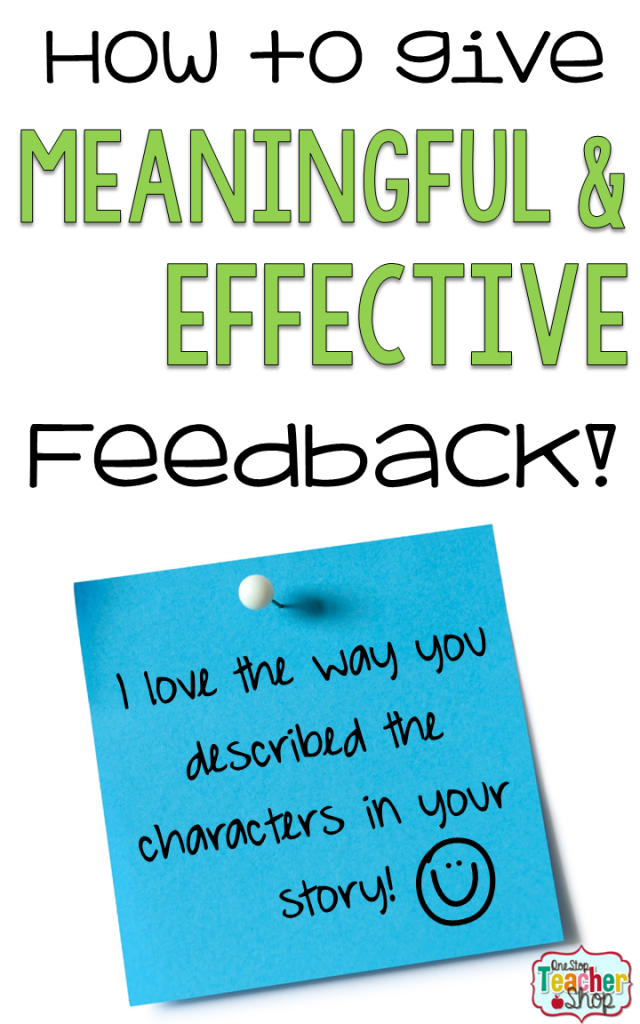 How to give
MEANINGFUL &
EFFECTIVE
Feedback!
I love the way you
described the
characters in your
story!
One Stop
Teacher
Shop